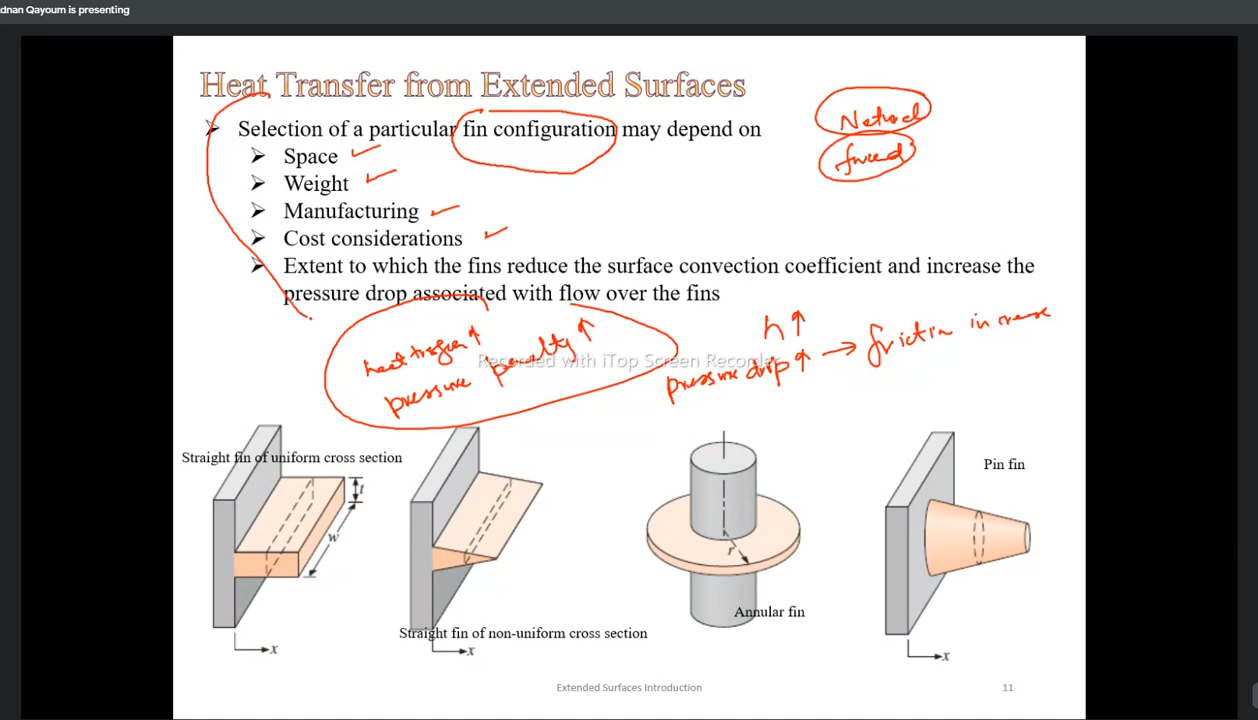 dnan Qayoum is presenting
Heat Transfer from Extended Surfaces
➤ Selection of a particular fin configuration may depend on
Natural
forced
➤ Space
➤ Weight
➤ Manufacturing
➤ Cost considerations
➤ Extent to which the fins reduce the surface convection coefficient and increase the
pressure drop associated with flow over the fins
heat transfer ↑
pressure penalty ↑
h ↑
pressure drop ↑ → friction increase
Recorded with iTop Screen Recorder
Straight fin of uniform cross section
t
w
x
Straight fin of non-uniform cross section
x
r
Annular fin
Pin fin
x
Extended Surfaces Introduction
11